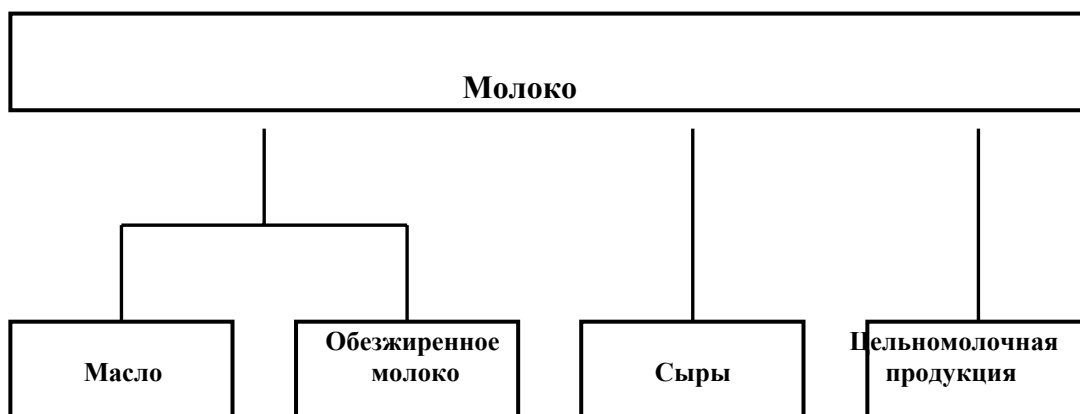 Молоко
Масло
Обезжиренное
молоко
Сыры
Цельномолочная
продукция